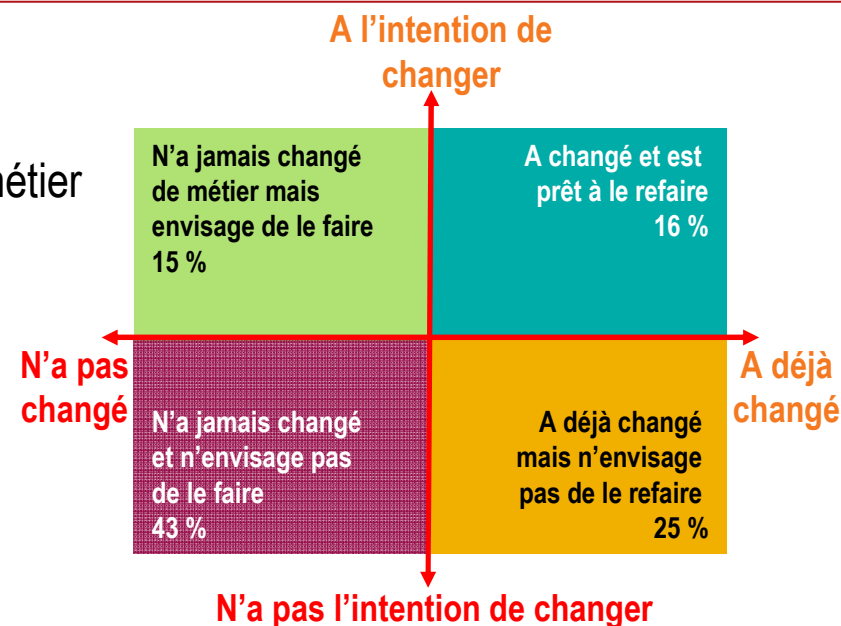 A l’intention de
changer
métier
N’a jamais changé
de métier mais
envisage de le faire
15 %
A changé et est
prêt à le refaire
16 %
N’a pas
changé
A déjà
changé
N’a jamais changé
et n’envisage pas
de le faire
43 %
A déjà changé
mais n’envisage
pas de le refaire
25 %
N’a pas l’intention de changer